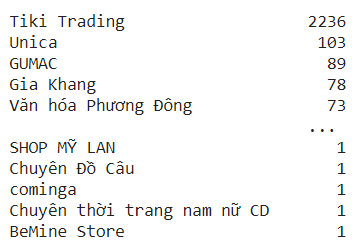 Tiki Trading 2236
Unica 103
GUMAC 89
Gia Khang 78
Văn hóa Phương Đông 73
...
SHOP MỸ LAN 1
Chuyên Đồ Câu 1
cominga 1
Chuyên thời trang nam nữ CD 1
BeMine Store 1